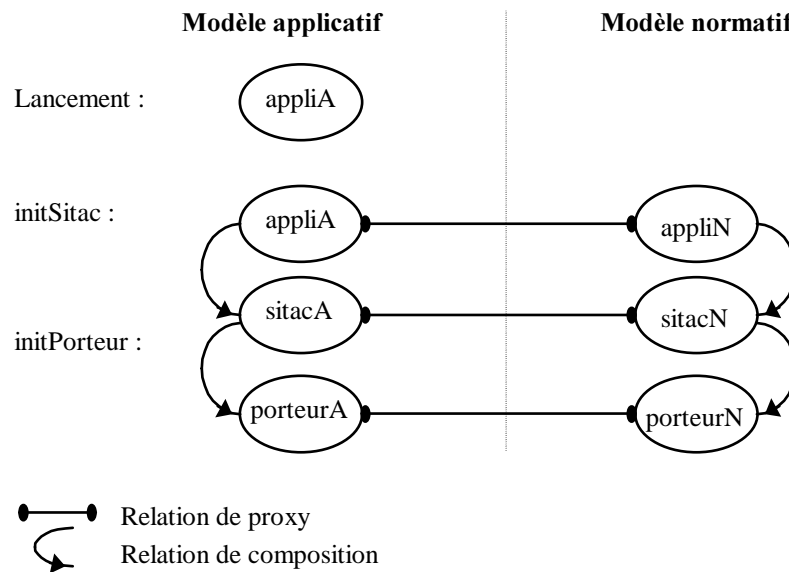 Modèle applicatif Modèle normatif
Lancement : appliA
initSitac : appliA appliN
sitacA sitacN
initPorteur :
porteurA porteurN
Relation de proxy
Relation de composition